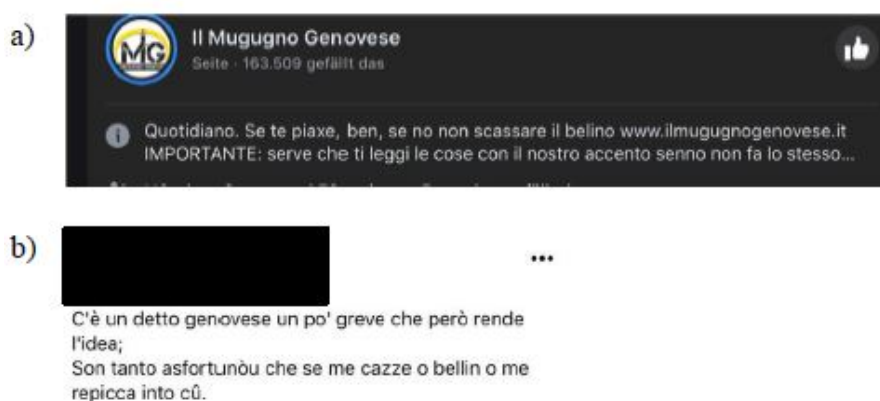 a)
MG
Il Mugugno Genovese
Seite · 163.509 gefällt das
Quotidiano. Se te piaxe, ben, se no non scassare il belino www.ilmugugnogenovese.it
IMPORTANTE: serve che ti leggi le cose con il nostro accento senno non fa lo stesso...
b)
C'è un detto genovese un po' greve che però rende
l'idea;
Son tanto asfortunòu che se me cazze o bellin o me
repicca into cû.